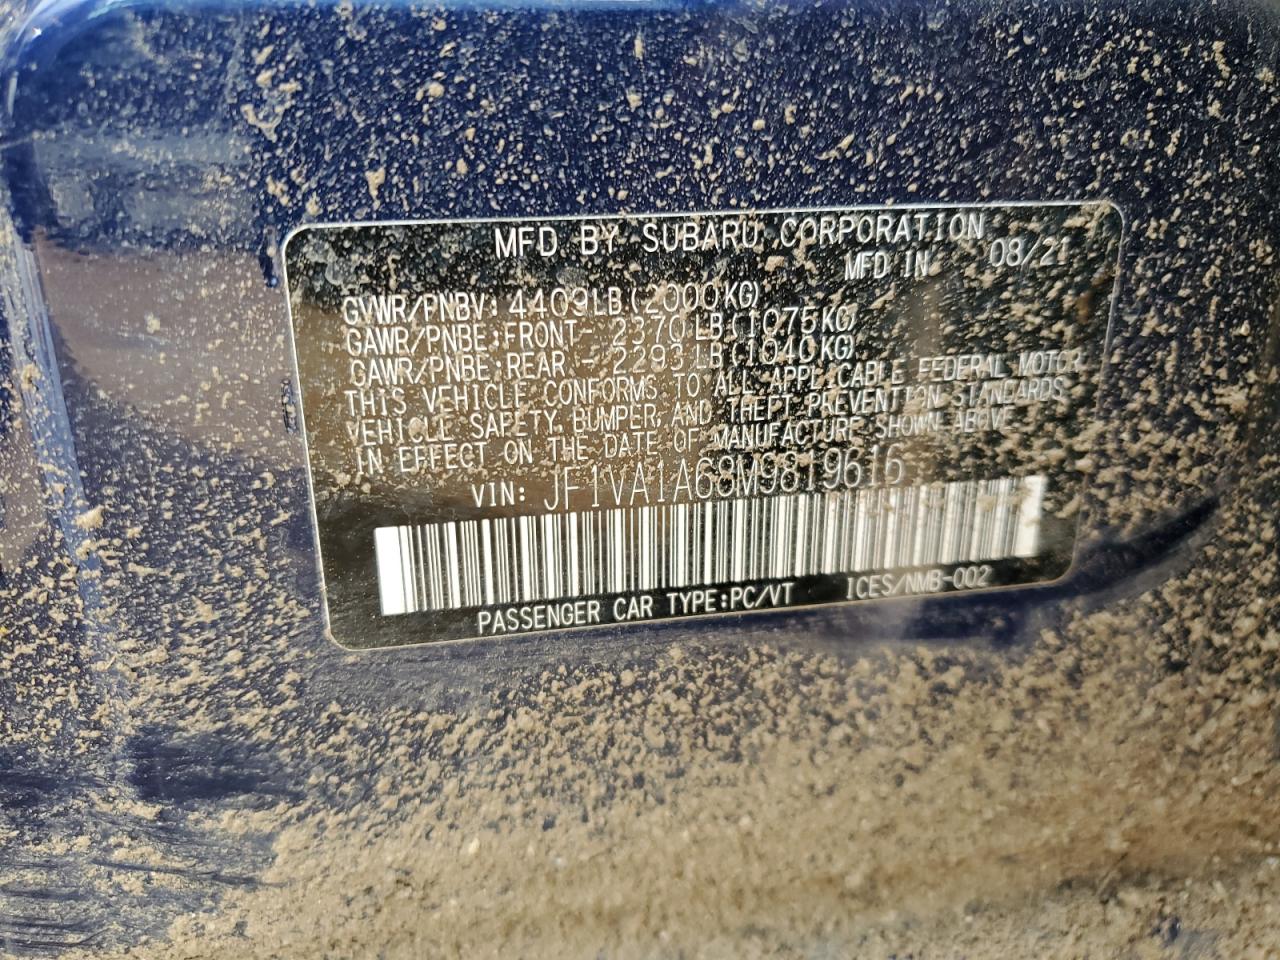 MFD BY SUBARU CORPORATION
MFD IN 08/21
GVWR/PNBV: 4409LB(2000KG)
GAWR/PNBE:FRONT- 2370LB(1075KG)
GAWR/PNBE:REAR - 2293LB(1040KG)
THIS VEHICLE CONFORMS TO ALL APPLICABLE FEDERAL MOTOR
VEHICLE SAFETY, BUMPER, AND THEFT PREVENTION STANDARDS
IN EFFECT ON THE DATE OF MANUFACTURE SHOWN ABOVE
VIN: JF1VA1A68M9819616
PASSENGER CAR TYPE:PC/VT ICES/NMB-002